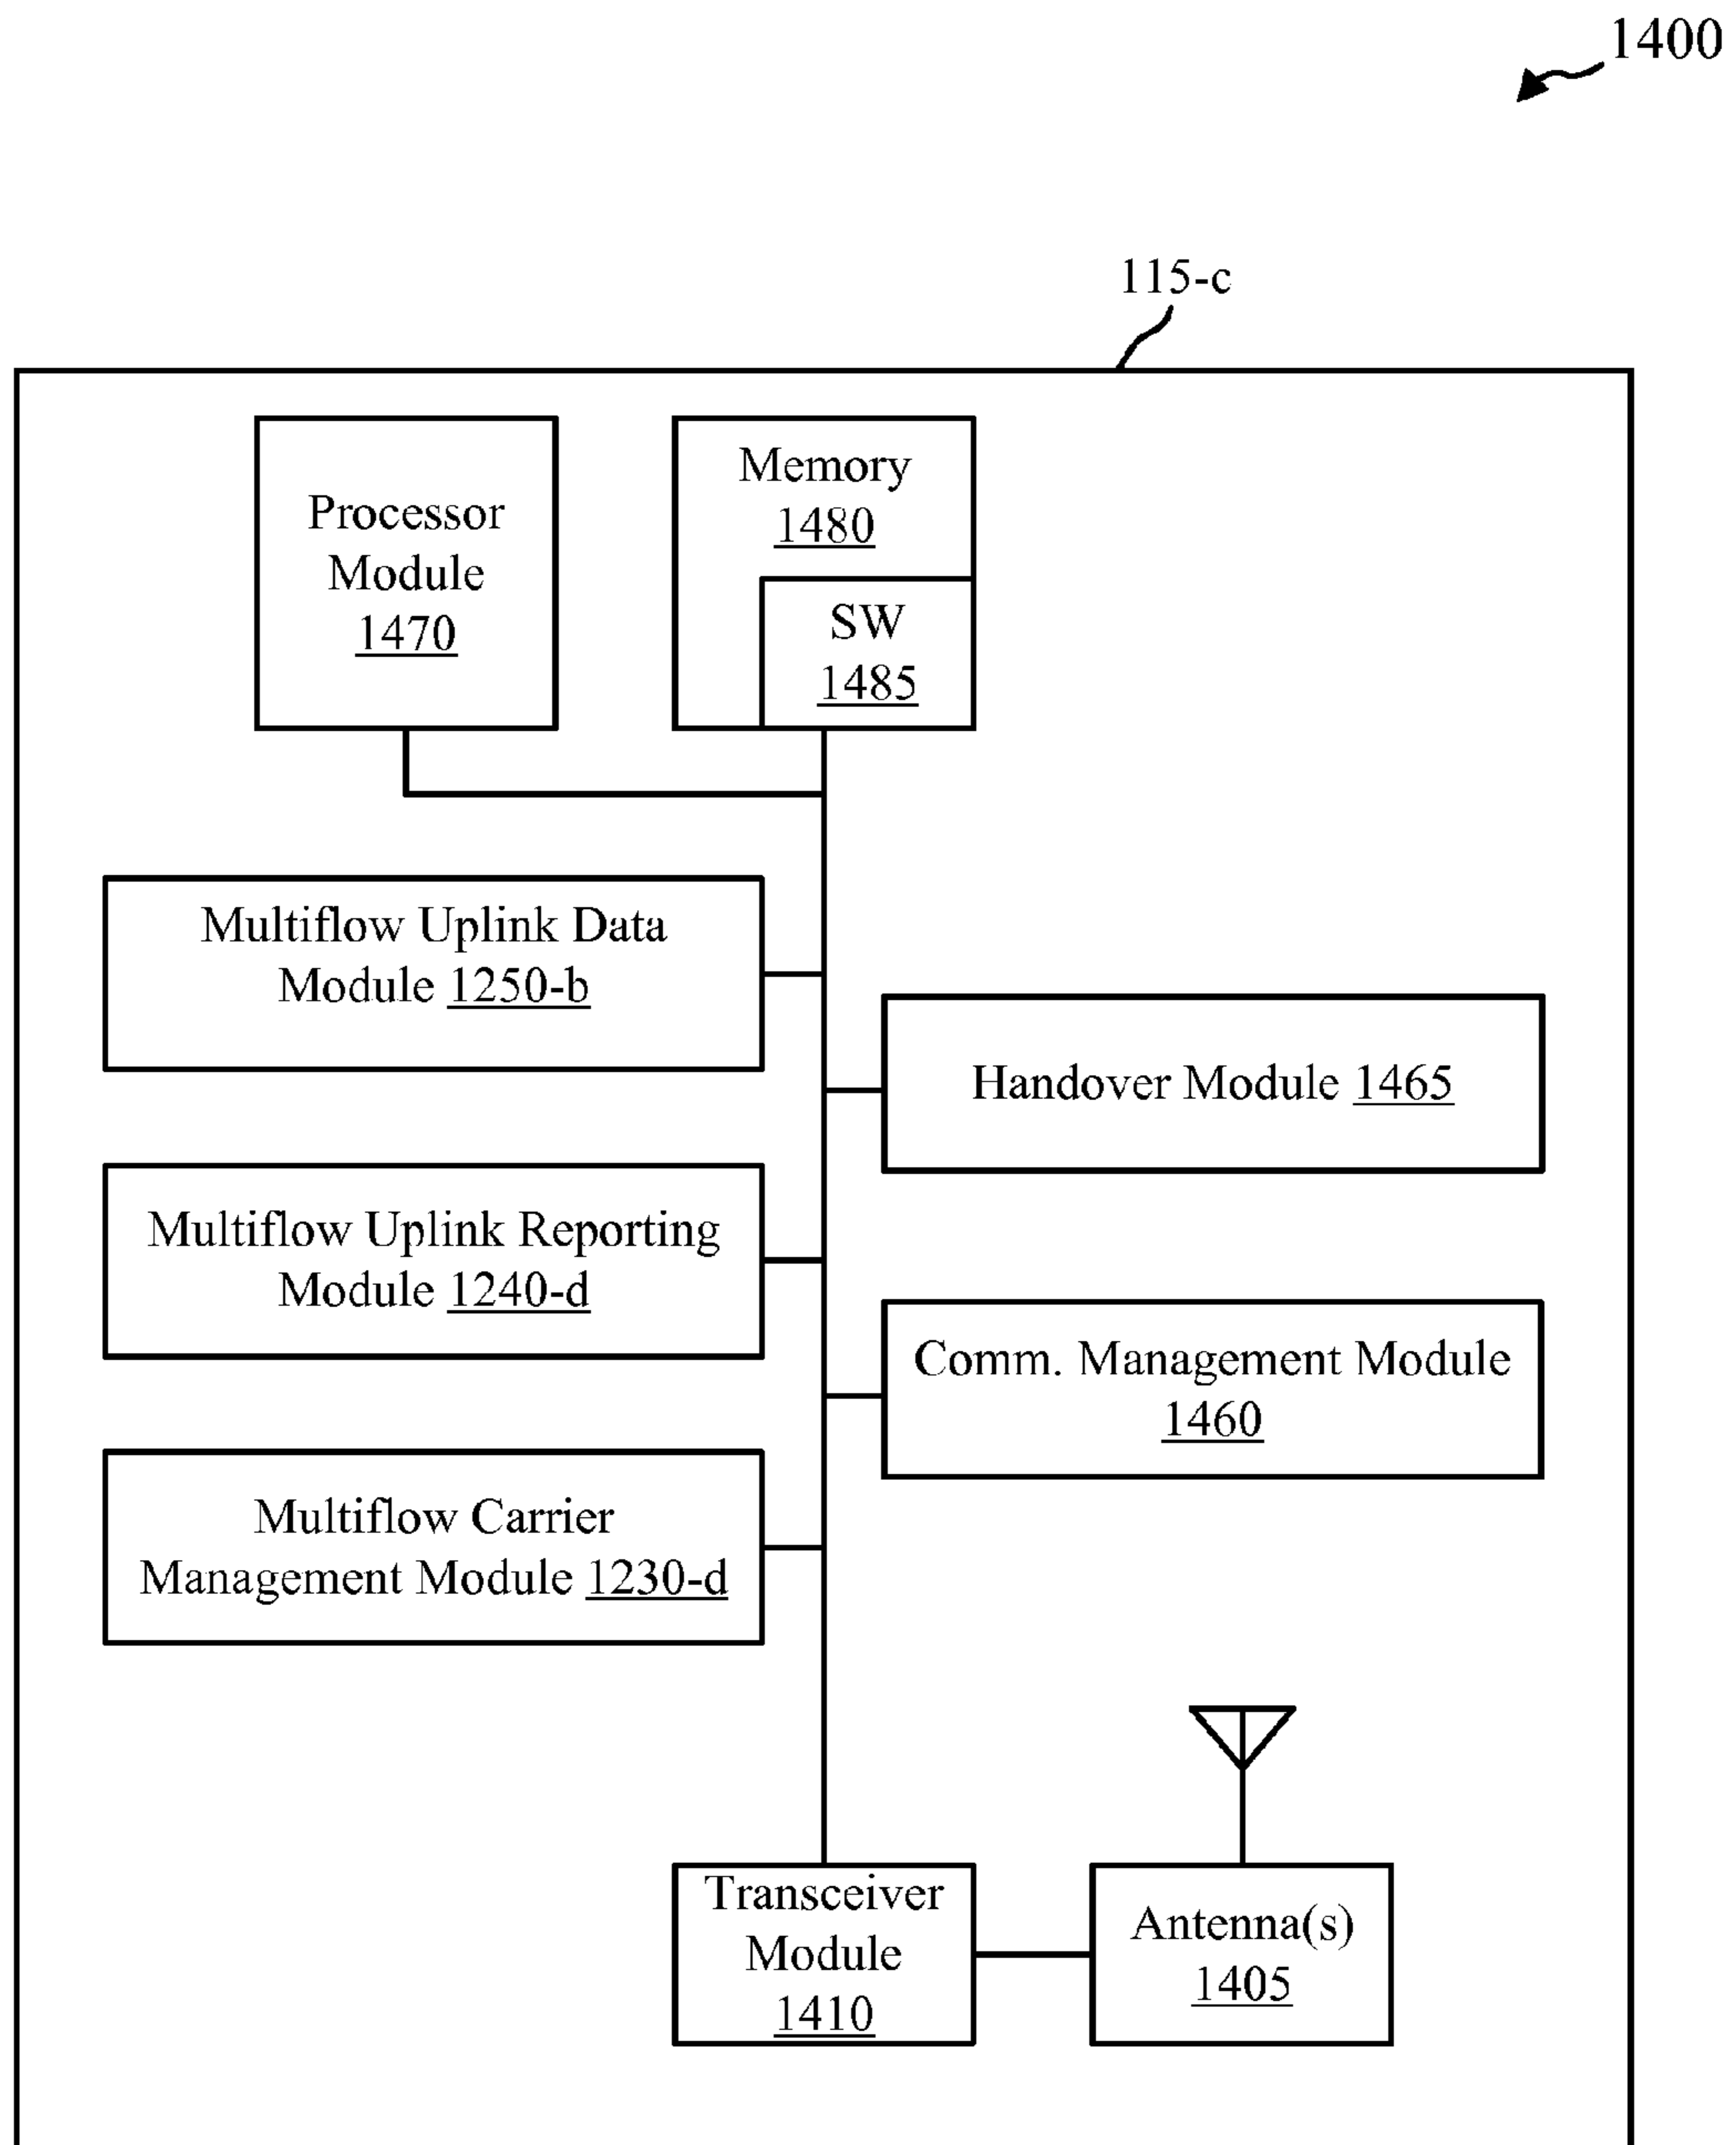 1400
115-c
Processor
Module
1470
Memory
1480
SW
1485
Multiflow Uplink Data
Module 1250-b
Handover Module 1465
Multiflow Uplink Reporting
Module 1240-d
Comm. Management Module
1460
Multiflow Carrier
Management Module 1230-d
Transceiver
Module
1410
Antenna(s)
1405